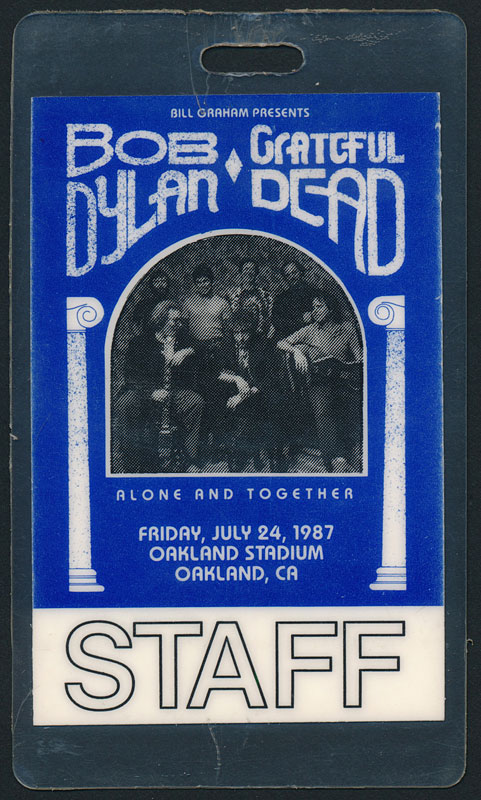 BILL GRAHAM PRESENTS
BOB DYLAN ♦ GRATEFUL DEAD
ALONE AND TOGETHER
FRIDAY, JULY 24, 1987
OAKLAND STADIUM
OAKLAND, CA
STAFF